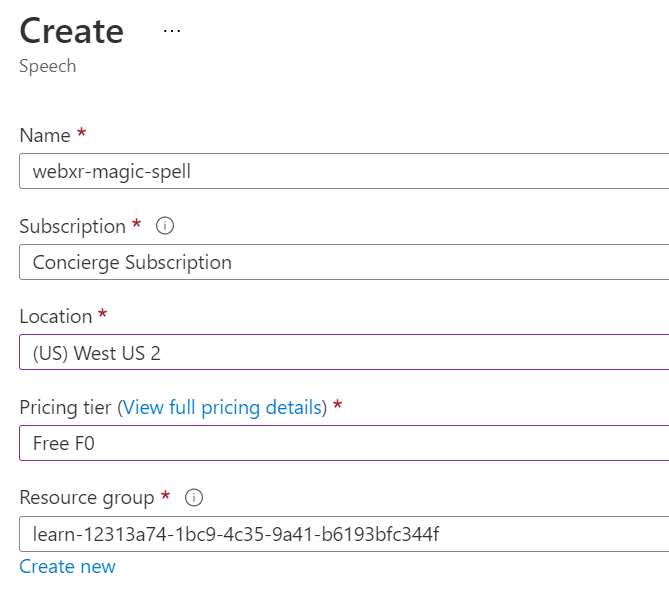 Create ...
Speech
Name *
webxr-magic-spell
Subscription *
Concierge Subscription
Location *
(US) West US 2
Pricing tier (View full pricing details) *
Free F0
Resource group *
learn-12313a74-1bc9-4c35-9a41-b6193bfc344f
Create new